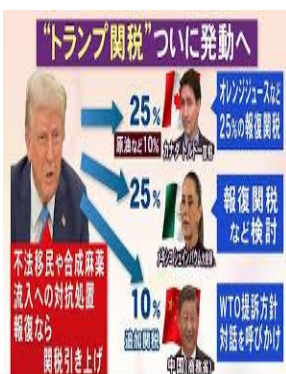 “トランプ関税”ついに発動へ
25%
原油など10%
オレンジジュースなど
25%の報復関税
25%
報復関税
など検討
不法移民や合成麻薬
流入への対抗処置
報復なら
関税引き上げ
10%
追加関税
WTO提訴方針
対話を呼びかけ